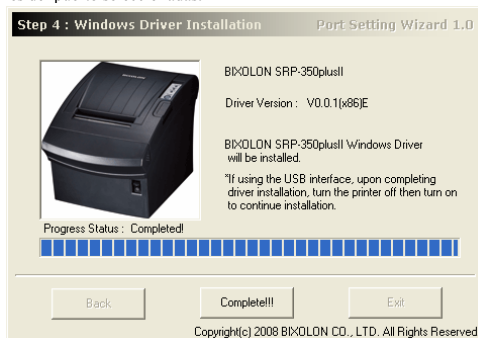 Step 4 : Windows Driver Installation
Port Setting Wizard 1.0
BIXOLON SRP-350plusII
Driver Version : V0.0.1(x86)E
BIXOLON SRP-350plusII Windows Driver
will be installed.
*If using the USB interface, upon completing
driver installation, turn the printer off then turn on
to continue installation.
Progress Status : Completed!
Back
Complete!!!
Exit
Copyright(c) 2008 BIXOLON CO., LTD. All Rights Reserved